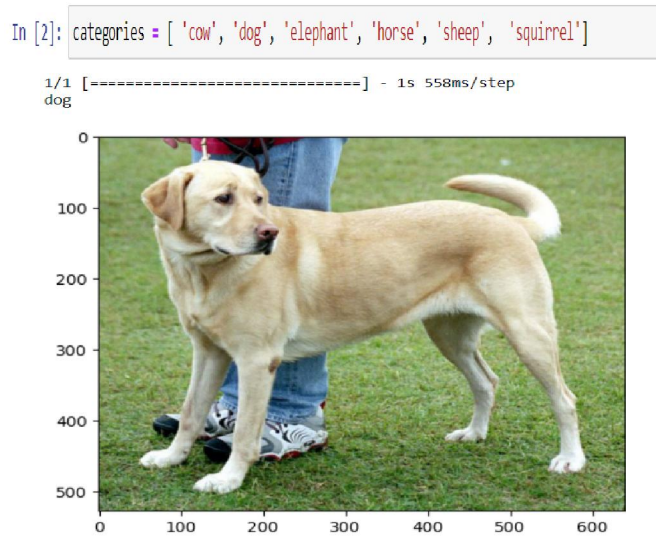 In [2]: categories = [ 'cow', 'dog', 'elephant', 'horse', 'sheep',  'squirrel']
1/1 [==============================] - 1s 558ms/step
dog
0
100
200
300
400
500
0 100 200 300 400 500 600